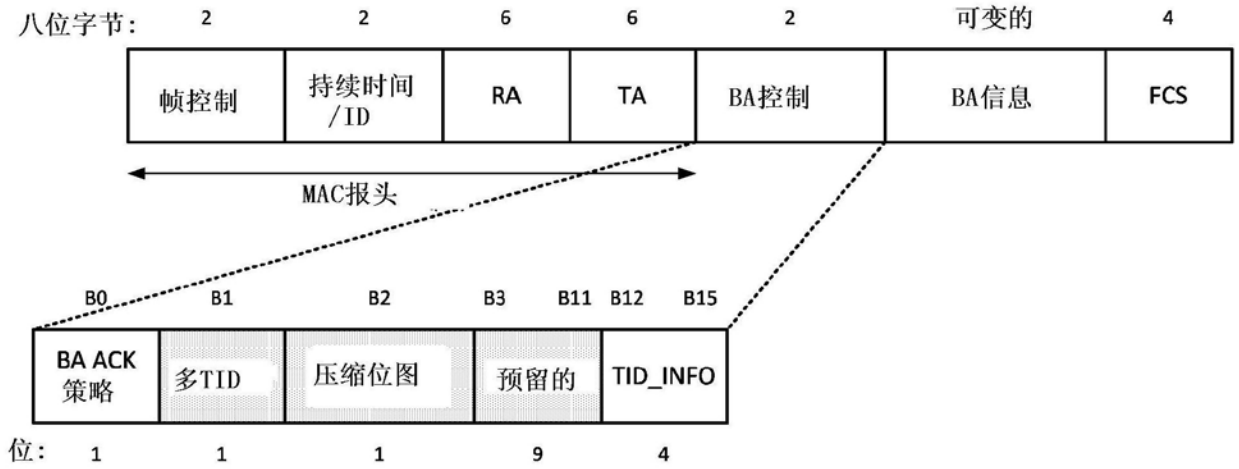 八位字节: 2 2 6 6 2 可变的 4
帧控制 持续时间/ID RA TA BA控制 BA信息 FCS
MAC报头
B0 B1 B2 B3 B11 B12 B15
BA ACK策略 多TID 压缩位图 预留的 TID_INFO
位: 1 1 1 9 4